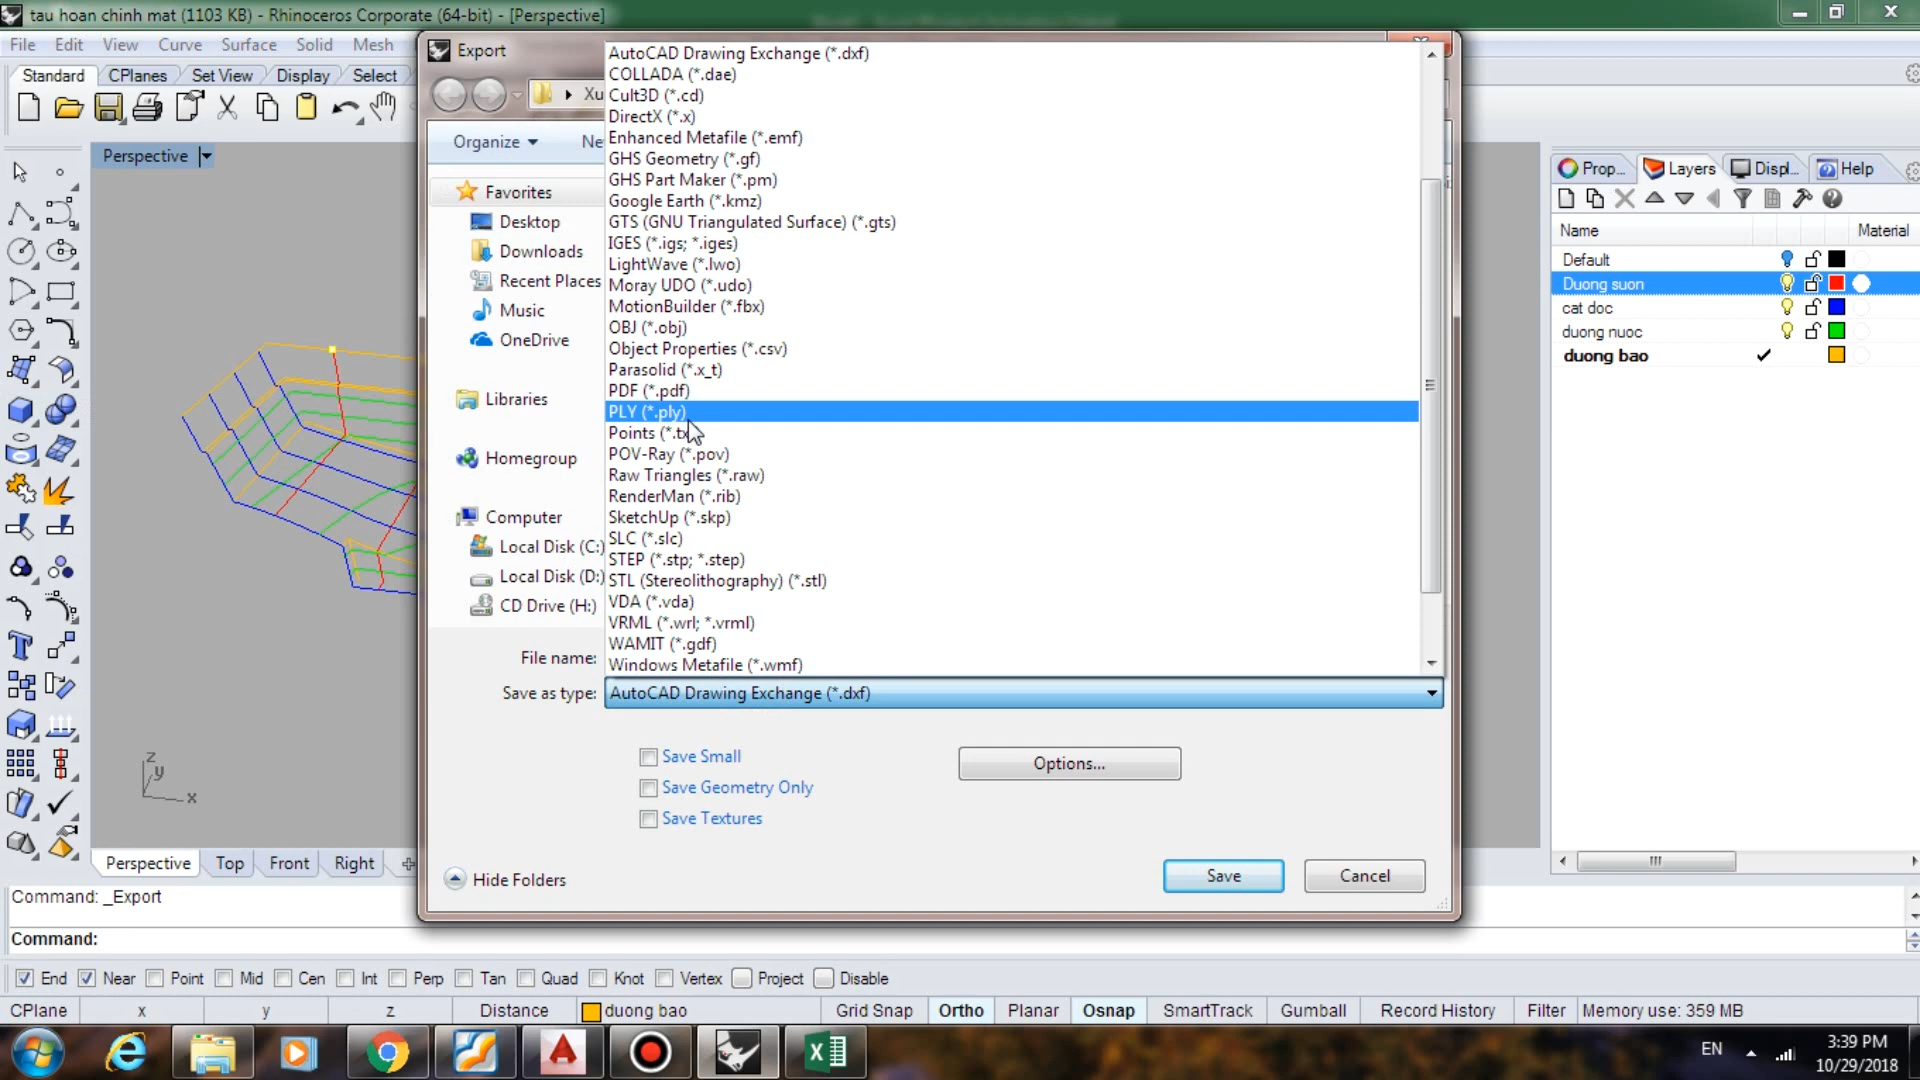 tau hoan chinh mat (1103 KB) - Rhinoceros Corporate (64-bit) - [Perspective]
File Edit View Curve Surface Solid Mesh
Standard CPlanes Set View Display Select
Perspective
Export
Xu
Organize Ne
Favorites
Desktop
Downloads
Recent Places
Music
OneDrive
Libraries
Homegroup
Computer
Local Disk (C:)
Local Disk (D:)
CD Drive (H:)
AutoCAD Drawing Exchange (*.dxf)
COLLADA (*.dae)
Cult3D (*.cd)
DirectX (*.x)
Enhanced Metafile (*.emf)
GHS Geometry (*.gf)
GHS Part Maker (*.pm)
Google Earth (*.kmz)
GTS (GNU Triangulated Surface) (*.gts)
IGES (*.igs; *.iges)
LightWave (*.lwo)
Moray UDO (*.udo)
MotionBuilder (*.fbx)
OBJ (*.obj)
Object Properties (*.csv)
Parasolid (*.x_t)
PDF (*.pdf)
PLY (*.ply)
Points (*.tx
POV-Ray (*.pov)
Raw Triangles (*.raw)
RenderMan (*.rib)
SketchUp (*.skp)
SLC (*.slc)
STEP (*.stp; *.step)
STL (Stereolithography) (*.stl)
VDA (*.vda)
VRML (*.wrl; *.vrml)
WAMIT (*.gdf)
Windows Metafile (*.wmf)
File name:
Save as type: AutoCAD Drawing Exchange (*.dxf)
Save Small
Save Geometry Only
Save Textures
Options...
Hide Folders
Save Cancel
Prop... Layers Displ... Help
Name Material
Default
Duong suon
cat doc
duong nuoc
duong bao
z
y
x
Perspective Top Front Right
Command: _Export
Command:
End Near Point Mid Cen Int Perp Tan Quad Knot Vertex Project Disable
CPlane x y z Distance duong bao Grid Snap Ortho Planar Osnap SmartTrack Gumball Record History Filter Memory use: 359 MB
EN
3:39 PM
10/29/2018